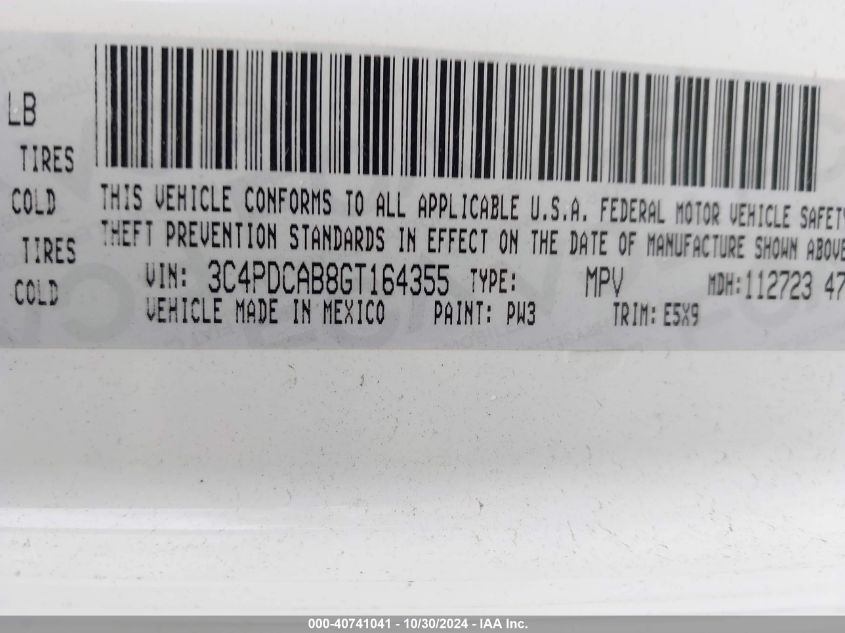 LB
TIRES
COLD
TIRES
COLD
THIS VEHICLE CONFORMS TO ALL APPLICABLE U.S.A. FEDERAL MOTOR VEHICLE SAFETY
THEFT PREVENTION STANDARDS IN EFFECT ON THE DATE OF MANUFACTURE SHOWN ABOVE
VIN: 3C4PDCAB8GT164355 TYPE: MPV MDH:112723 47
VEHICLE MADE IN MEXICO PAINT: PW3 TRIM: E5X9
000-40741041 - 10/30/2024 - IAA Inc.